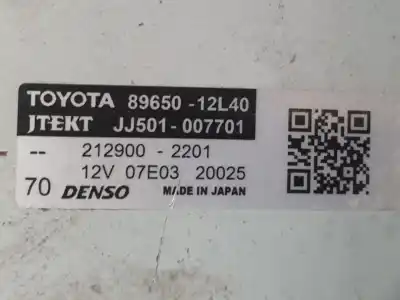 TOYOTA 89650-12L40
JTEKT JJ501-007701
-- 212900-2201
12V 07E03 20025
70 DENSO MADE IN JAPAN